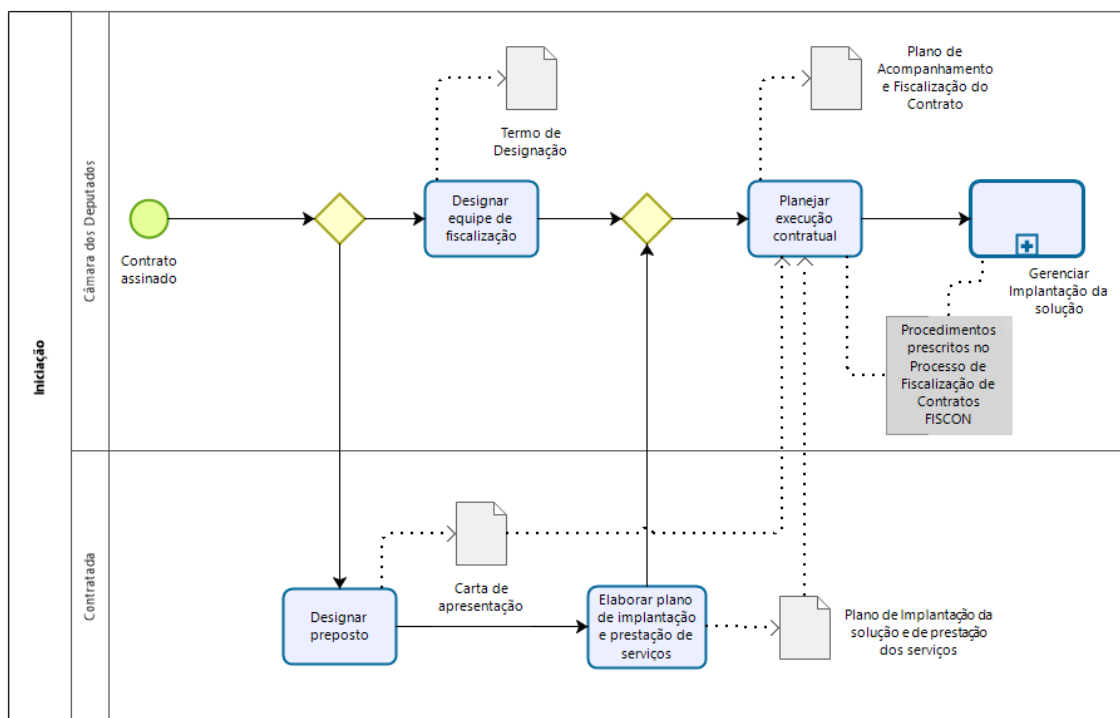 Iniciação
Câmara dos Deputados
Contrato
assinado
Termo de
Designação
Designar
equipe de
fiscalização
Plano de
Acompanhamento
e Fiscalização do
Contrato
Planejar
execução
contratual
Gerenciar
Implantação da
solução
Procedimentos
prescritos no
Processo de
Fiscalização de
Contratos
FISCON
Contratada
Designar
preposto
Carta de
apresentação
Elaborar plano
de implantação
e prestação de
serviços
Plano de Implantação da
solução e de prestação
dos serviços